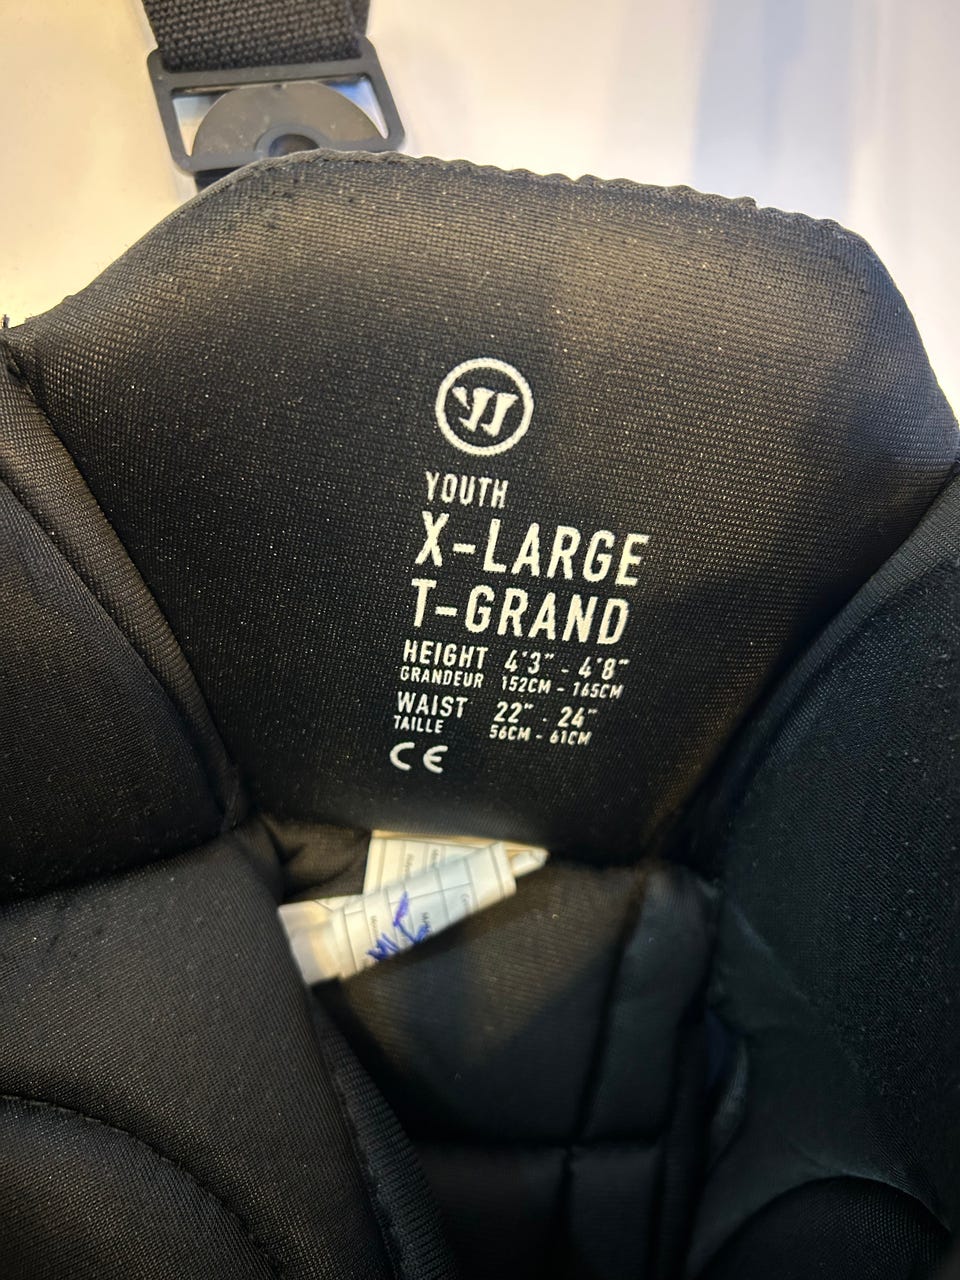 YOUTH
X-LARGE
T-GRAND
HEIGHT 4'3" - 4'8"
GRANDEUR 152CM - 165CM
WAIST 22" - 24"
TAILLE 56CM - 61CM
CE